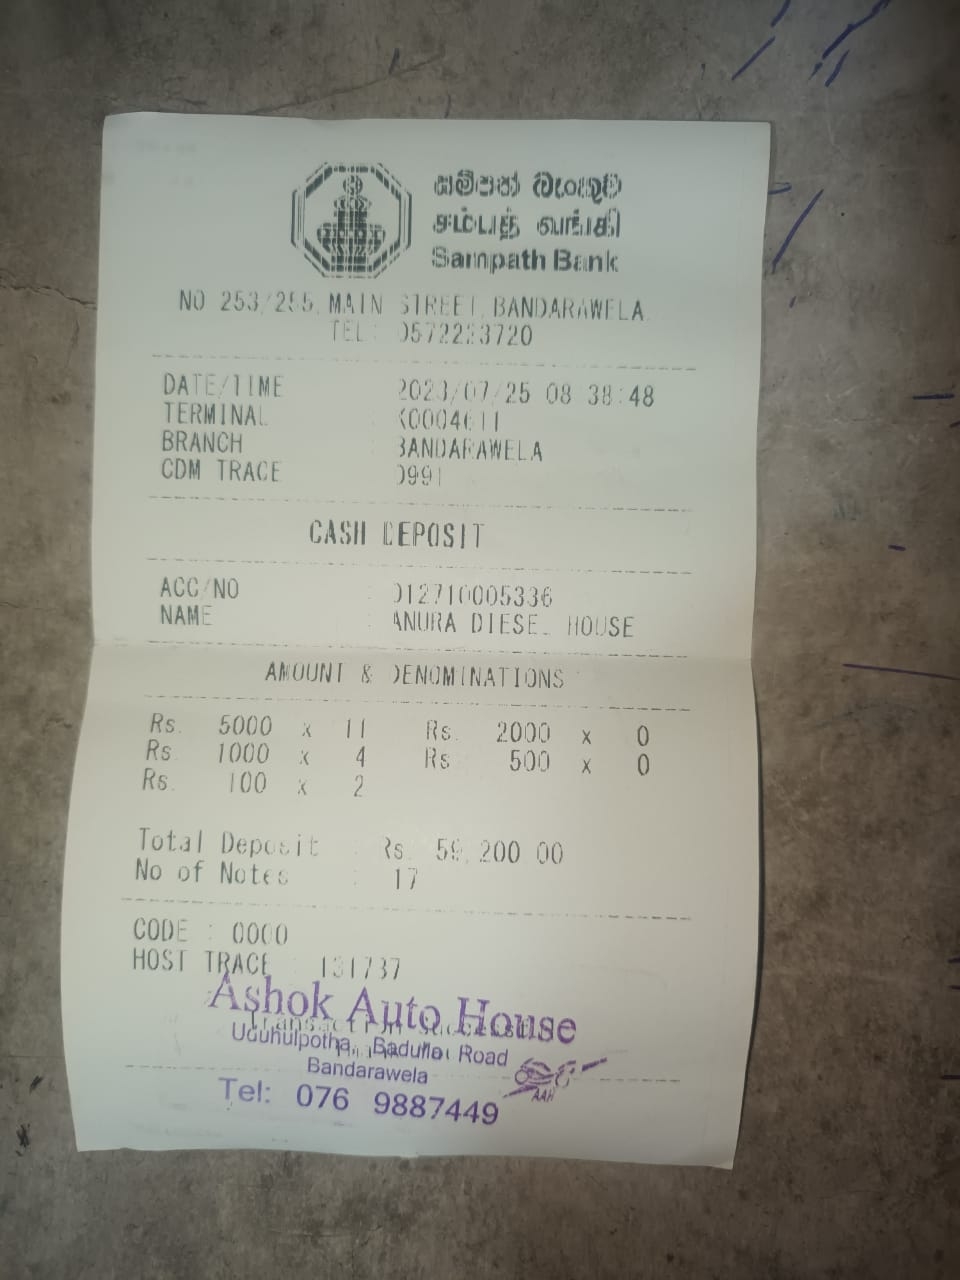 සම්පත් බැංකුව
சம்பத் வங்கி
Sampath Bank
NO 253/255, MAIN STREET, BANDARAWELA.
TEL : 0572223720
DATE/TIME : 2023/07/25 08:38:48
TERMINAL : K0004611
BRANCH : BANDARAWELA
CDM TRACE : 0991
CASH DEPOSIT
ACC/NO : 012710005336
NAME : ANURA DIESEL HOUSE
AMOUNT & DENOMINATIONS
Rs. 5000 x 11 Rs. 2000 x 0
Rs. 1000 x 4 Rs. 500 x 0
Rs. 100 x 2
Total Deposit : Rs. 59,200.00
No of Notes : 17
CODE : 0000
HOST TRACE : 131737
Ashok Auto House
Uduhulpotha, Badulla Road
Bandarawela
AAH
Tel: 076 9887449